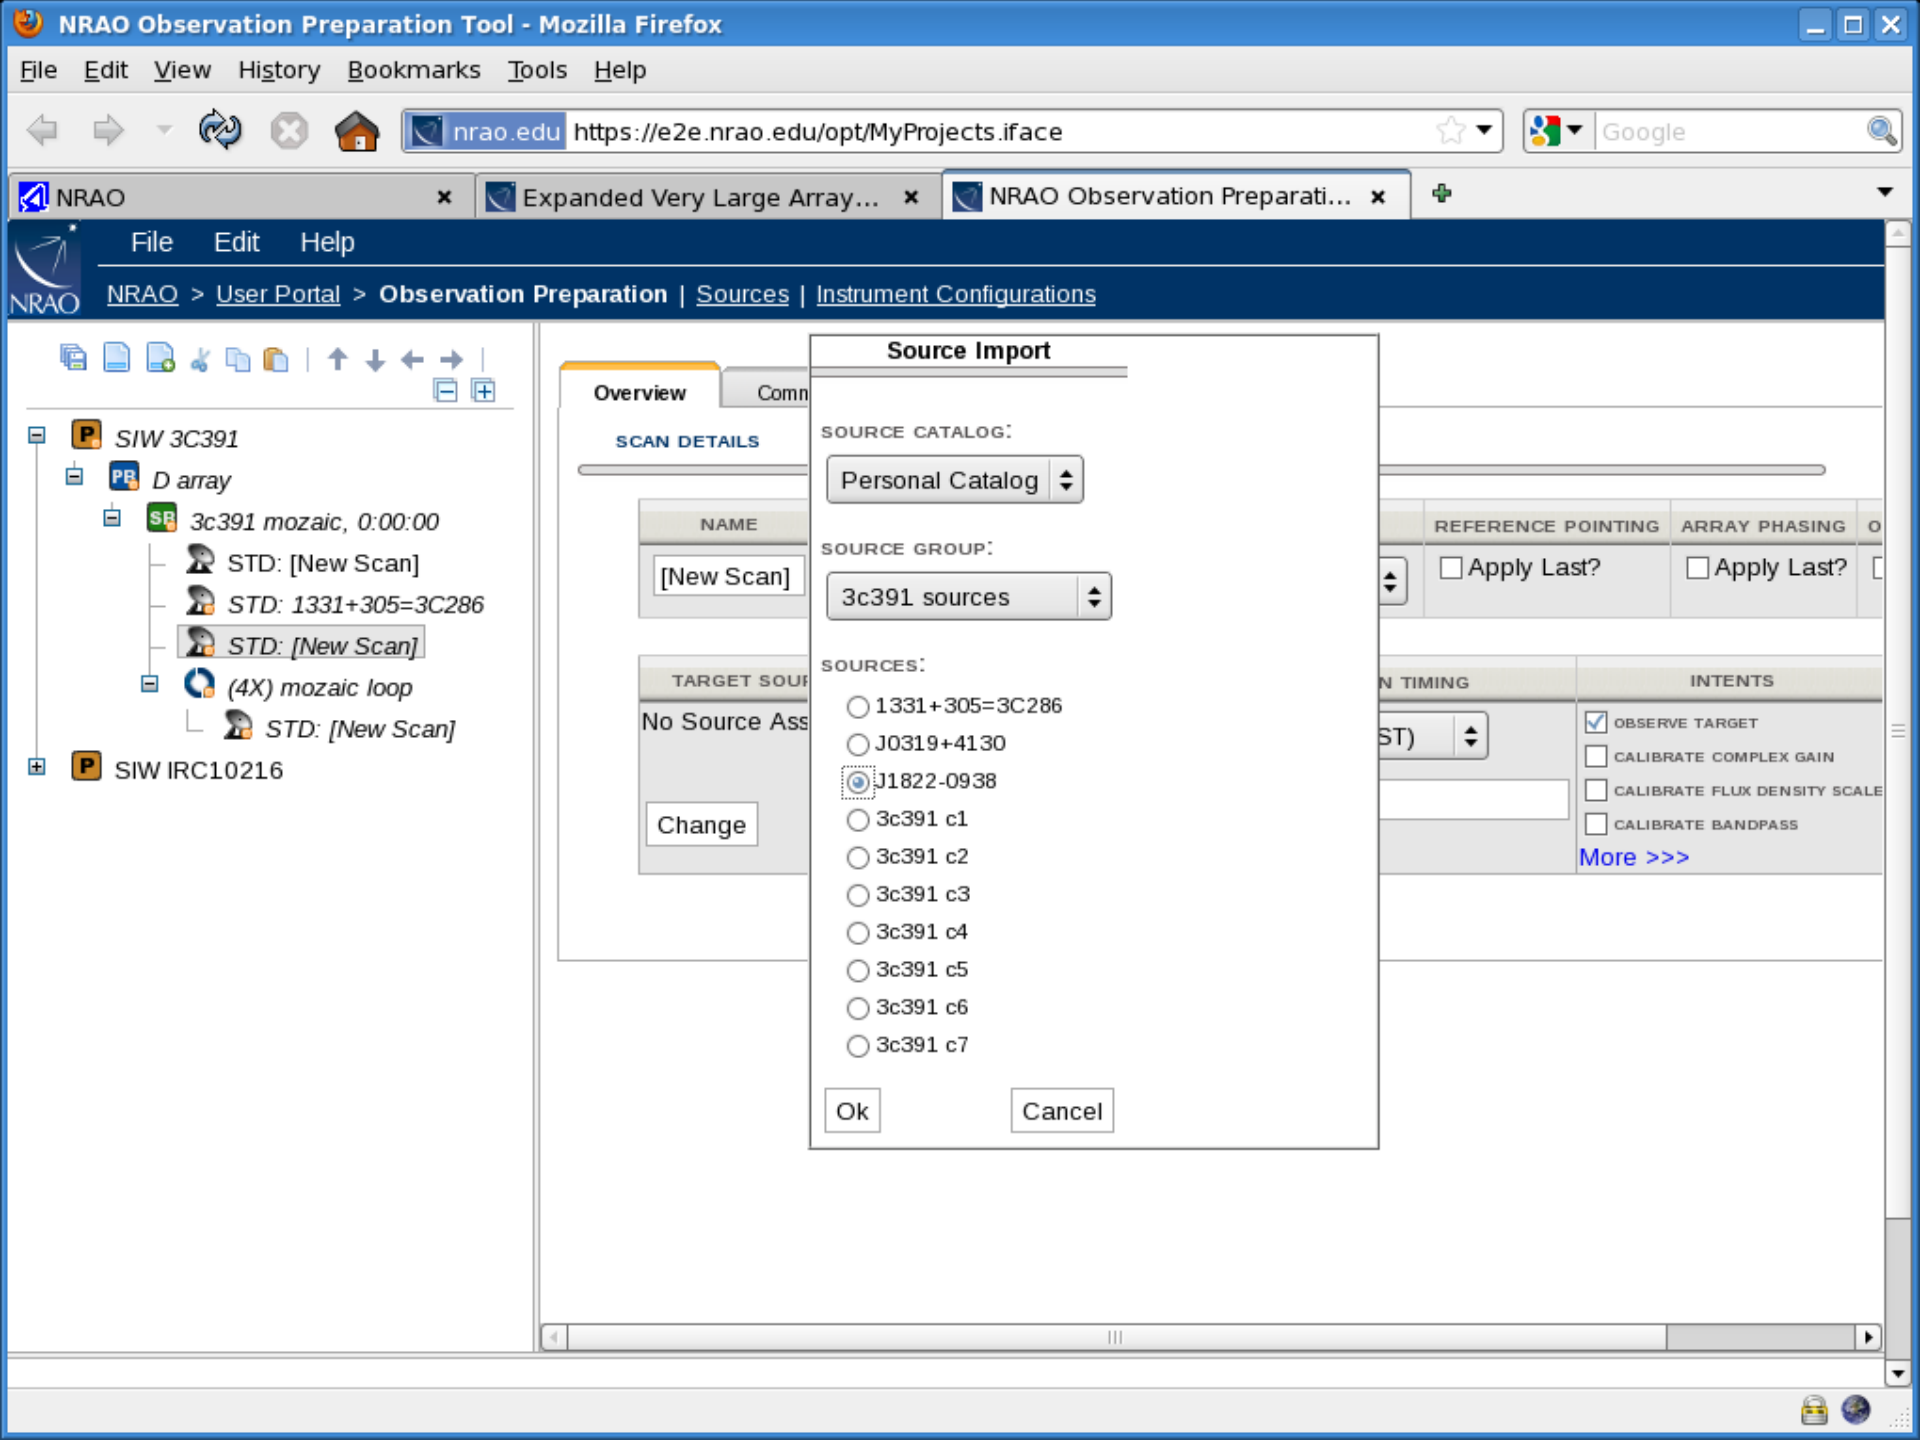 NRAO Observation Preparation Tool - Mozilla Firefox
File Edit View History Bookmarks Tools Help
nrao.edu https://e2e.nrao.edu/opt/MyProjects.iface
Google
NRAO
Expanded Very Large Array...
NRAO Observation Preparati...
File Edit Help
NRAO
NRAO > User Portal > Observation Preparation | Sources | Instrument Configurations
P SIW 3C391
PB D array
SB 3c391 mozaic, 0:00:00
STD: [New Scan]
STD: 1331+305=3C286
STD: [New Scan]
(4X) mozaic loop
STD: [New Scan]
P SIW IRC10216
Overview
Comm
SCAN DETAILS
NAME
REFERENCE POINTING
ARRAY PHASING
O
[New Scan]
Apply Last?
Apply Last?
TARGET SOUR
N TIMING
INTENTS
No Source Ass
ST)
OBSERVE TARGET
CALIBRATE COMPLEX GAIN
CALIBRATE FLUX DENSITY SCALE
CALIBRATE BANDPASS
Change
More >>>
Source Import
SOURCE CATALOG:
Personal Catalog
SOURCE GROUP:
3c391 sources
SOURCES:
1331+305=3C286
J0319+4130
J1822-0938
3c391 c1
3c391 c2
3c391 c3
3c391 c4
3c391 c5
3c391 c6
3c391 c7
Ok
Cancel